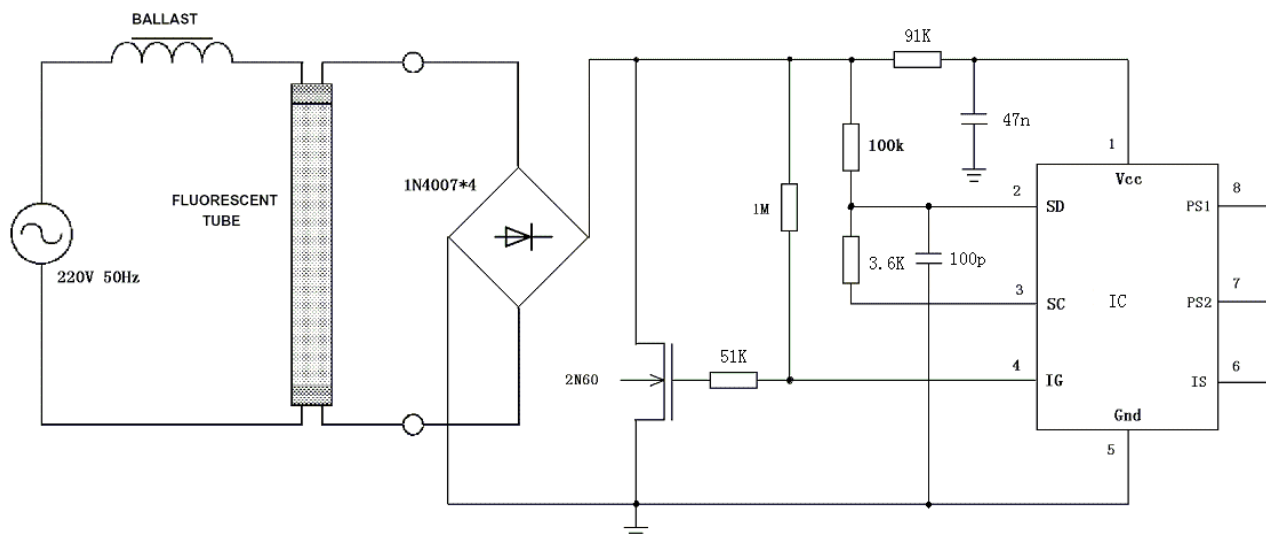 BALLAST
FLUORESCENT
TUBE
220V 50Hz
1N4007*4
2N60
51K
1M
91K
100k
3.6K
100p
47n
1
2
3
4
5
6
7
8
Vcc
SD
SC
IG
Gnd
IC
PS1
PS2
IS